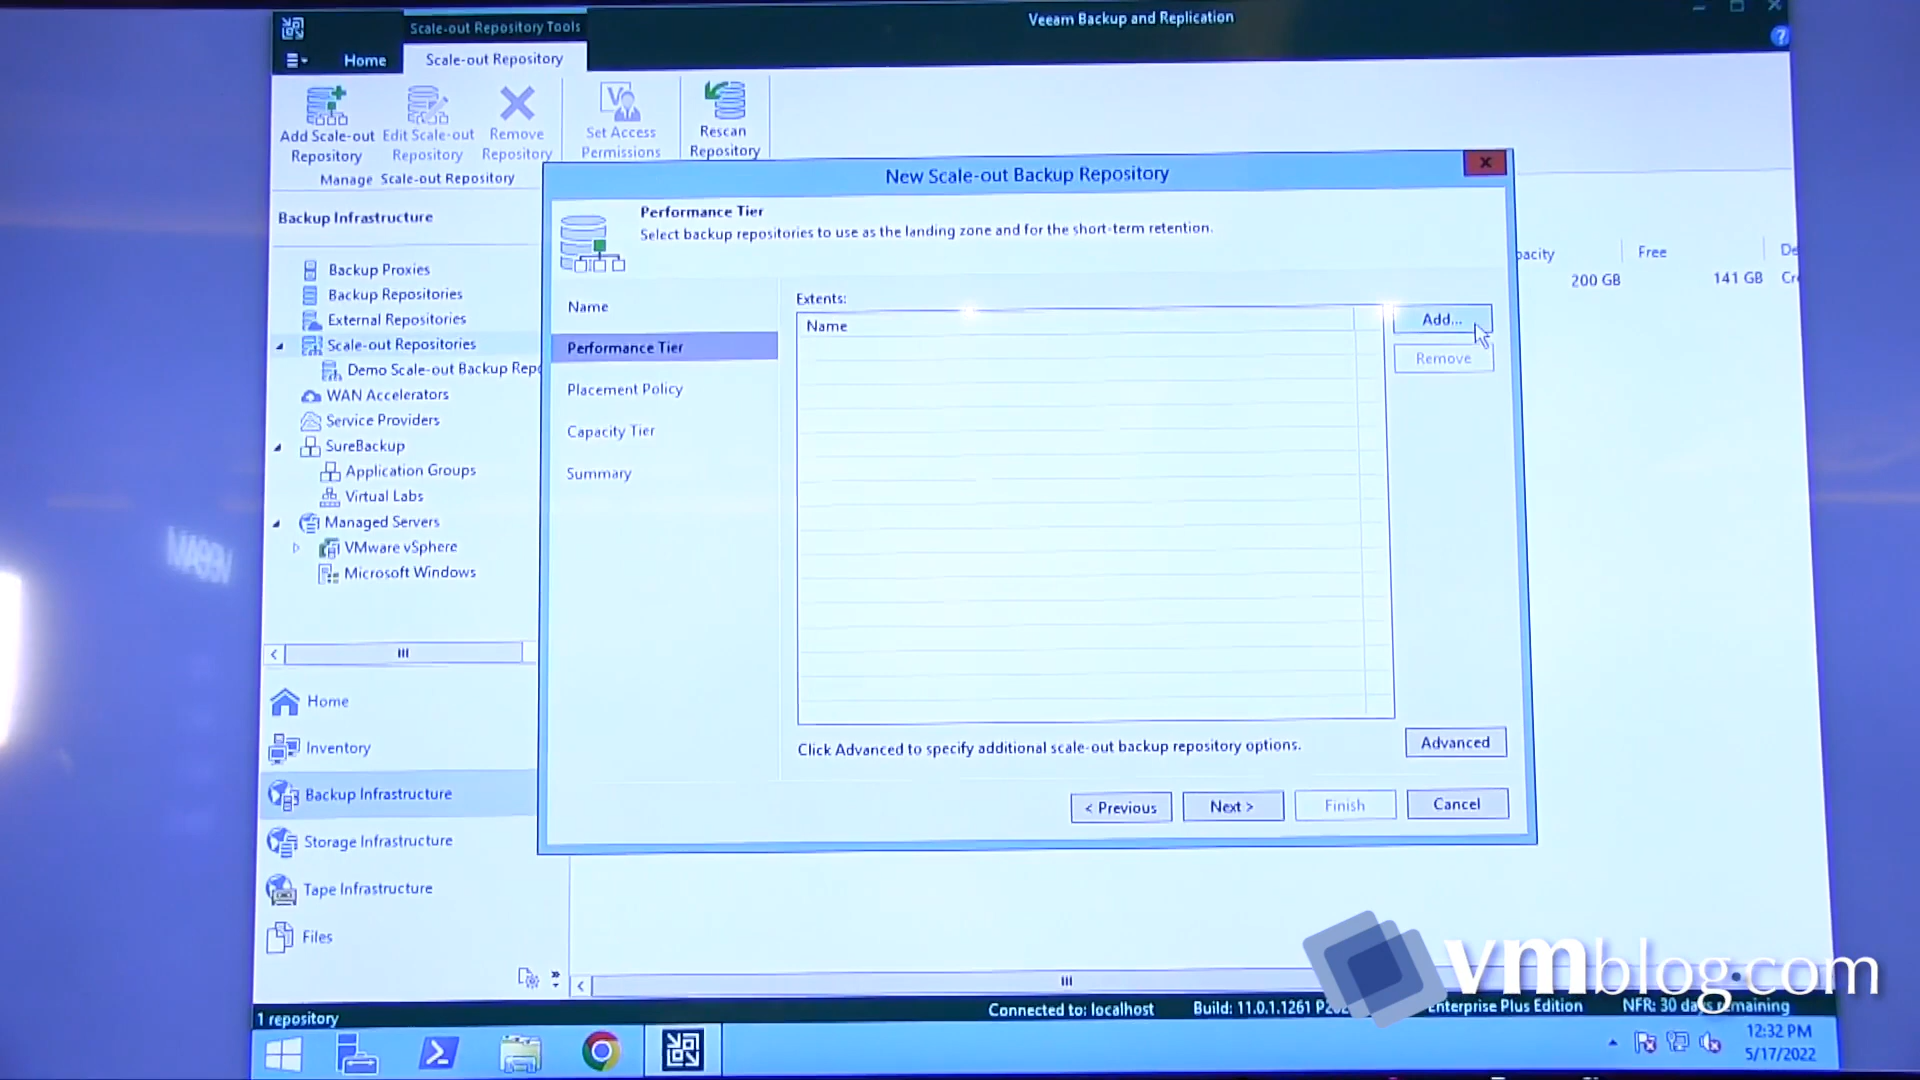 Scale-out Repository Tools
Veeam Backup and Replication
Home
Scale-out Repository
Add Scale-out Repository
Edit Scale-out Repository
Remove Repository
Set Access Permissions
Rescan Repository
Manage Scale-out Repository
Backup Infrastructure
Backup Proxies
Backup Repositories
External Repositories
Scale-out Repositories
Demo Scale-out Backup Repo
WAN Accelerators
Service Providers
SureBackup
Application Groups
Virtual Labs
Managed Servers
VMware vSphere
Microsoft Windows
Home
Inventory
Backup Infrastructure
Storage Infrastructure
Tape Infrastructure
Files
New Scale-out Backup Repository
Performance Tier
Select backup repositories to use as the landing zone and for the short-term retention.
Name
Performance Tier
Placement Policy
Capacity Tier
Summary
Extents:
Name
Add...
Remove
Click Advanced to specify additional scale-out backup repository options.
Advanced
< Previous
Next >
Finish
Cancel
pacity Free De
200 GB 141 GB Cr
1 repository
Connected to: localhost
Build: 11.0.1.1261
Enterprise Plus Edition
NFR: 30 days remaining
12:32 PM
5/17/2022
vmblog.com